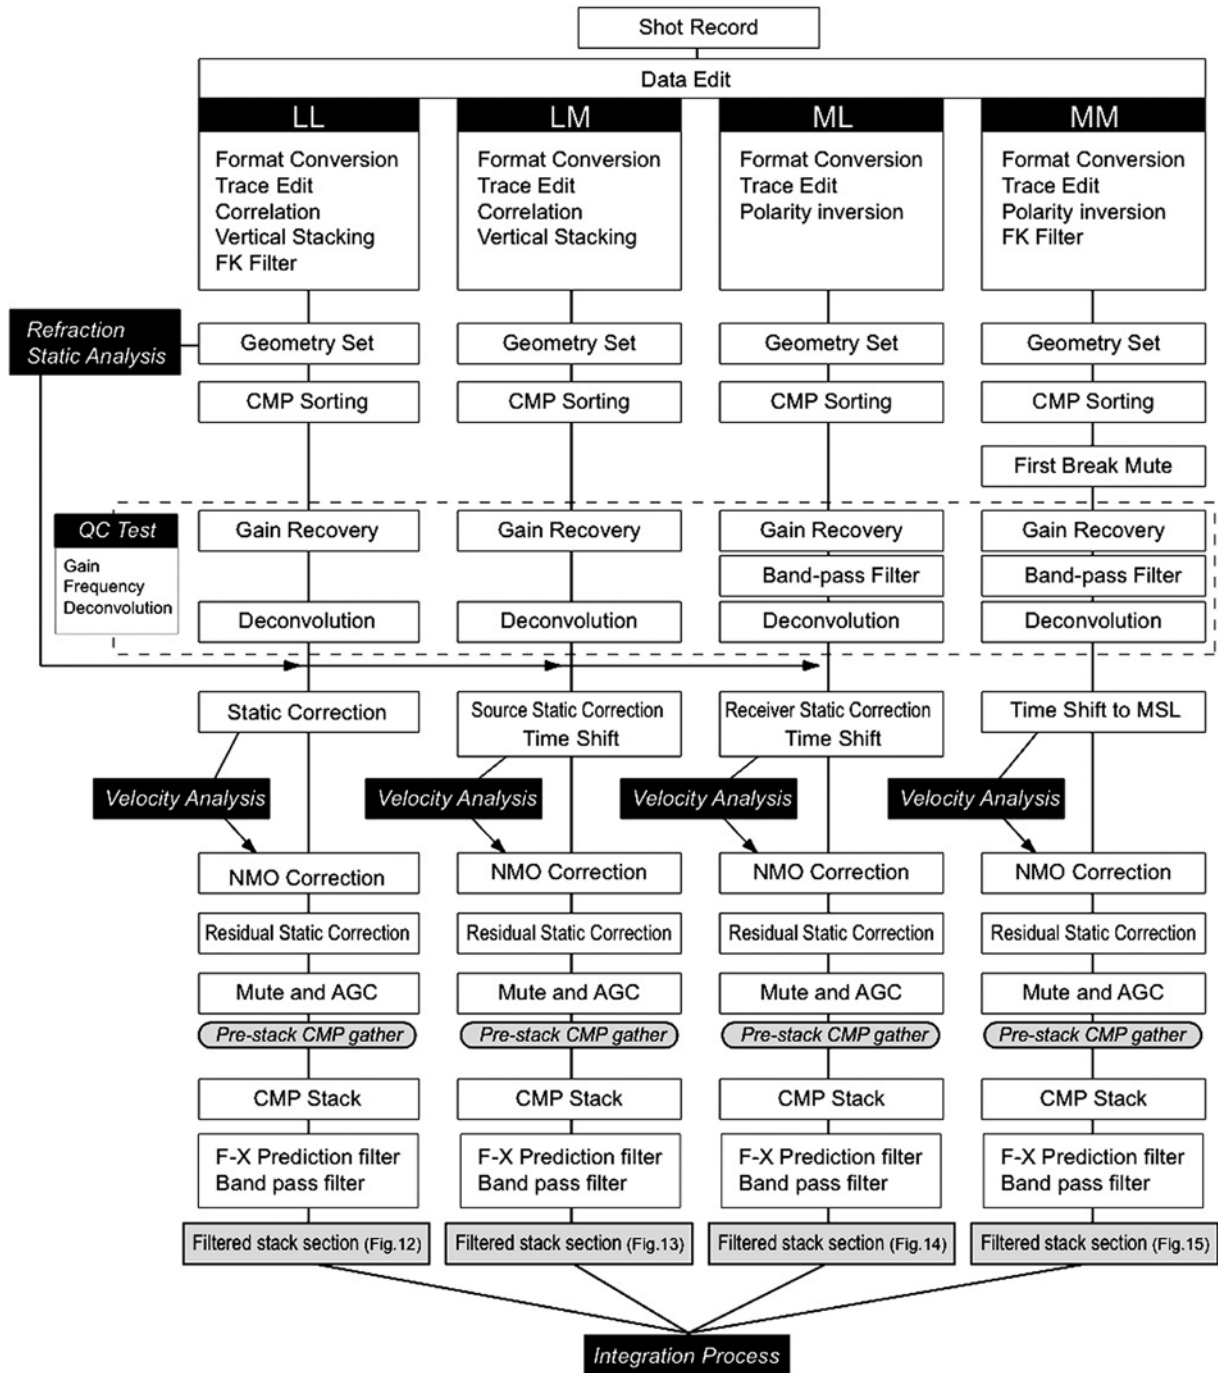 Shot Record
Data Edit
LL
LM
ML
MM
Format Conversion
Trace Edit
Correlation
Vertical Stacking
FK Filter
Format Conversion
Trace Edit
Correlation
Vertical Stacking
Format Conversion
Trace Edit
Polarity inversion
Format Conversion
Trace Edit
Polarity inversion
FK Filter
Refraction
Static Analysis
Geometry Set
Geometry Set
Geometry Set
Geometry Set
CMP Sorting
CMP Sorting
CMP Sorting
CMP Sorting
First Break Mute
QC Test
Gain
Frequency
Deconvolution
Gain Recovery
Gain Recovery
Gain Recovery
Gain Recovery
Band-pass Filter
Band-pass Filter
Deconvolution
Deconvolution
Deconvolution
Deconvolution
Static Correction
Source Static Correction
Time Shift
Receiver Static Correction
Time Shift
Time Shift to MSL
Velocity Analysis
Velocity Analysis
Velocity Analysis
Velocity Analysis
NMO Correction
NMO Correction
NMO Correction
NMO Correction
Residual Static Correction
Residual Static Correction
Residual Static Correction
Residual Static Correction
Mute and AGC
Mute and AGC
Mute and AGC
Mute and AGC
Pre-stack CMP gather
Pre-stack CMP gather
Pre-stack CMP gather
Pre-stack CMP gather
CMP Stack
CMP Stack
CMP Stack
CMP Stack
F-X Prediction filter
Band pass filter
F-X Prediction filter
Band pass filter
F-X Prediction filter
Band pass filter
F-X Prediction filter
Band pass filter
Filtered stack section (Fig.12)
Filtered stack section (Fig.13)
Filtered stack section (Fig.14)
Filtered stack section (Fig.15)
Integration Process